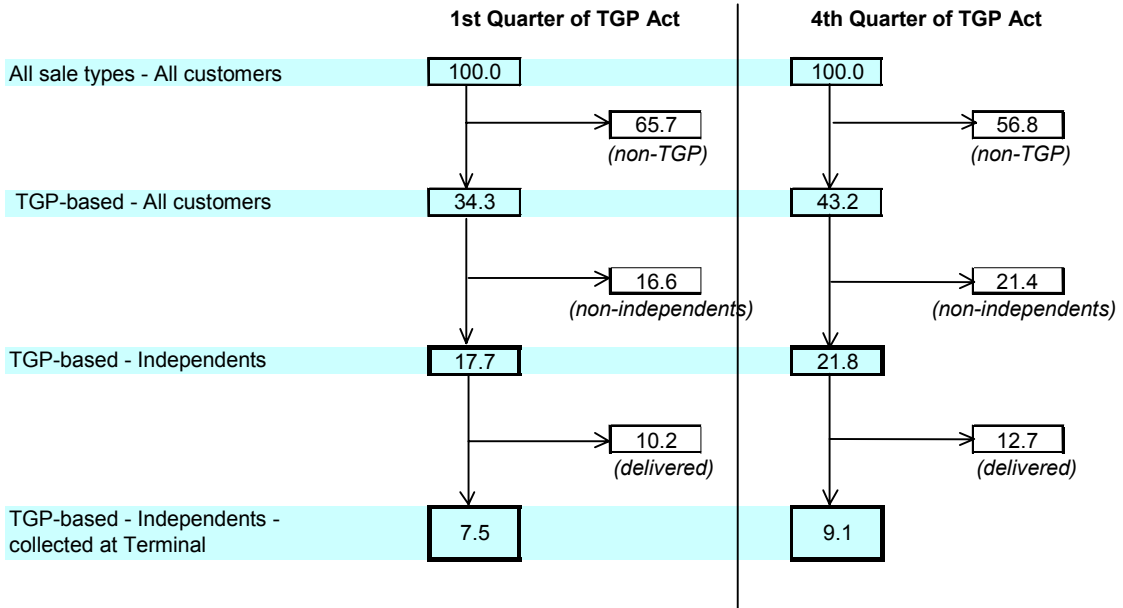 1st Quarter of TGP Act
4th Quarter of TGP Act
All sale types - All customers
100.0
100.0
65.7
(non-TGP)
56.8
(non-TGP)
TGP-based - All customers
34.3
43.2
16.6
(non-independents)
21.4
(non-independents)
TGP-based - Independents
17.7
21.8
10.2
(delivered)
12.7
(delivered)
TGP-based - Independents -
collected at Terminal
7.5
9.1